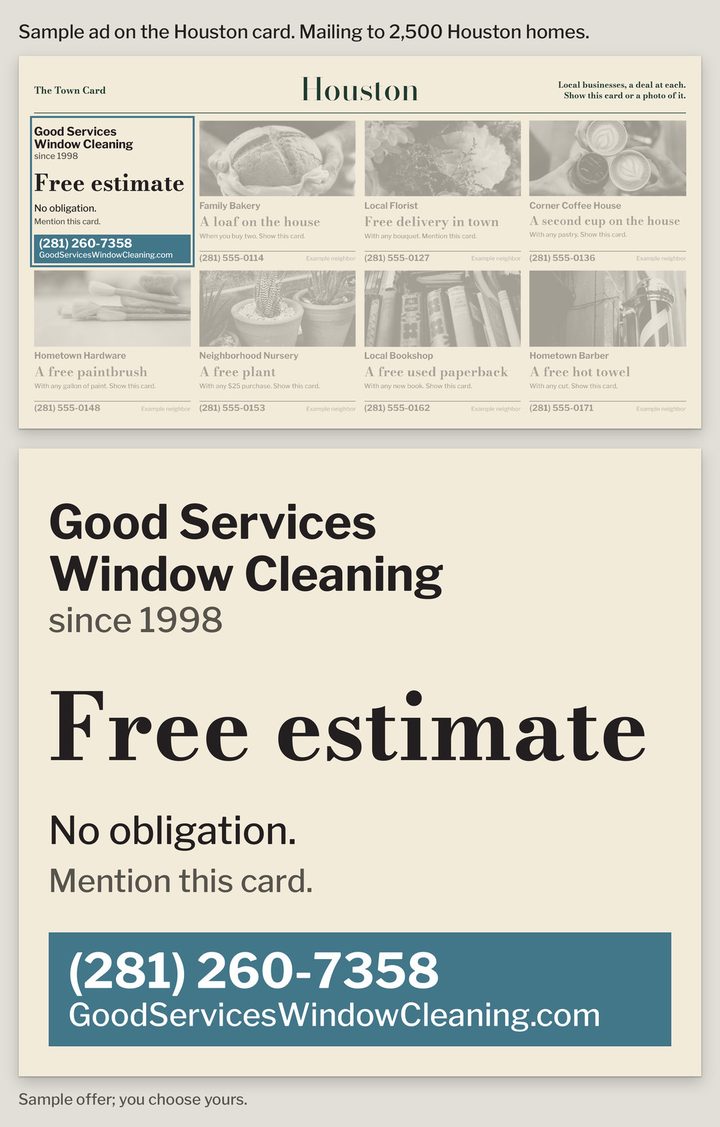 Sample ad on the Houston card. Mailing to 2,500 Houston homes.
The Town Card
Houston
Local businesses, a deal at each.
Show this card or a photo of it.
Good Services
Window Cleaning
since 1998
Free estimate
No obligation.
Mention this card.
(281) 260-7358
GoodServicesWindowCleaning.com
Family Bakery
A loaf on the house
When you buy two. Show this card.
(281) 555-0114
Example neighbor
Local Florist
Free delivery in town
With any bouquet. Mention this card.
(281) 555-0127
Example neighbor
Corner Coffee House
A second cup on the house
With any pastry. Show this card.
(281) 555-0136
Example neighbor
Hometown Hardware
A free paintbrush
With any gallon of paint. Show this card.
(281) 555-0148
Example neighbor
Neighborhood Nursery
A free plant
With any $25 purchase. Show this card.
(281) 555-0153
Example neighbor
Local Bookshop
A free used paperback
With any new book. Show this card.
(281) 555-0162
Example neighbor
Hometown Barber
A free hot towel
With any cut. Show this card.
(281) 555-0171
Example neighbor
Good Services
Window Cleaning
since 1998
Free estimate
No obligation.
Mention this card.
(281) 260-7358
GoodServicesWindowCleaning.com
Sample offer; you choose yours.